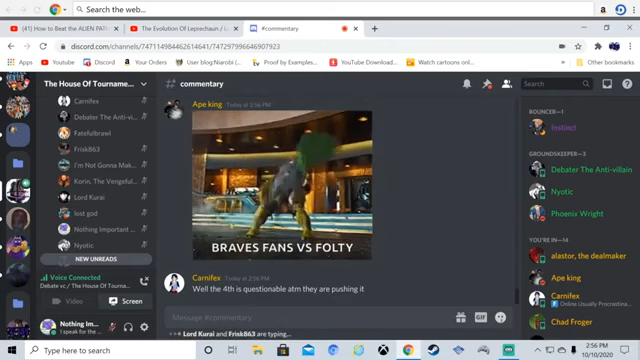 Search the web...
(41) How to Beat the ALIEN PAR
The Evolution Of Leprechaun /
#commentary
discord.com/channels/747114984462614641/747297996646907923
Apps
Your Home
Youtube
Discord
User blog:Nairobi
Proof by Examples...
YouTube Download...
Watch cartoons onl...
Other bookmarks
The House Of Tourname...
# commentary
Search
Carnifex
Debater The Anti-vi...
Fatefulbrawl
Frisk863
I'm Not Gonna Mak...
Korin, The Vengeful...
Lord Kurai
lost god
Nothing Important ...
Nyotic
NEW UNREADS
Voice Connected
Debate vc / The House Of Tourna...
Video
Screen
Nothing Im...
I speak for the ...
Ape king Today at 2:56 PM
BRAVES FANS VS FOLTY
Carnifex Today at 2:56 PM
Well the 4th is questionable atm they are pushing it
Message #commentary
GIF
Lord Kurai and Frisk863 are typing...
BOUNCER—1
Instinct
GROUNDSKEEPER—3
Debater The Anti-villain
Nyotic
Phoenix Wright
YOU'RE IN—14
alastor, the dealmaker
Ape king
Carnifex
Online Usually Procrastina...
Chad Froger
Type here to search
2:56 PM
10/10/2020